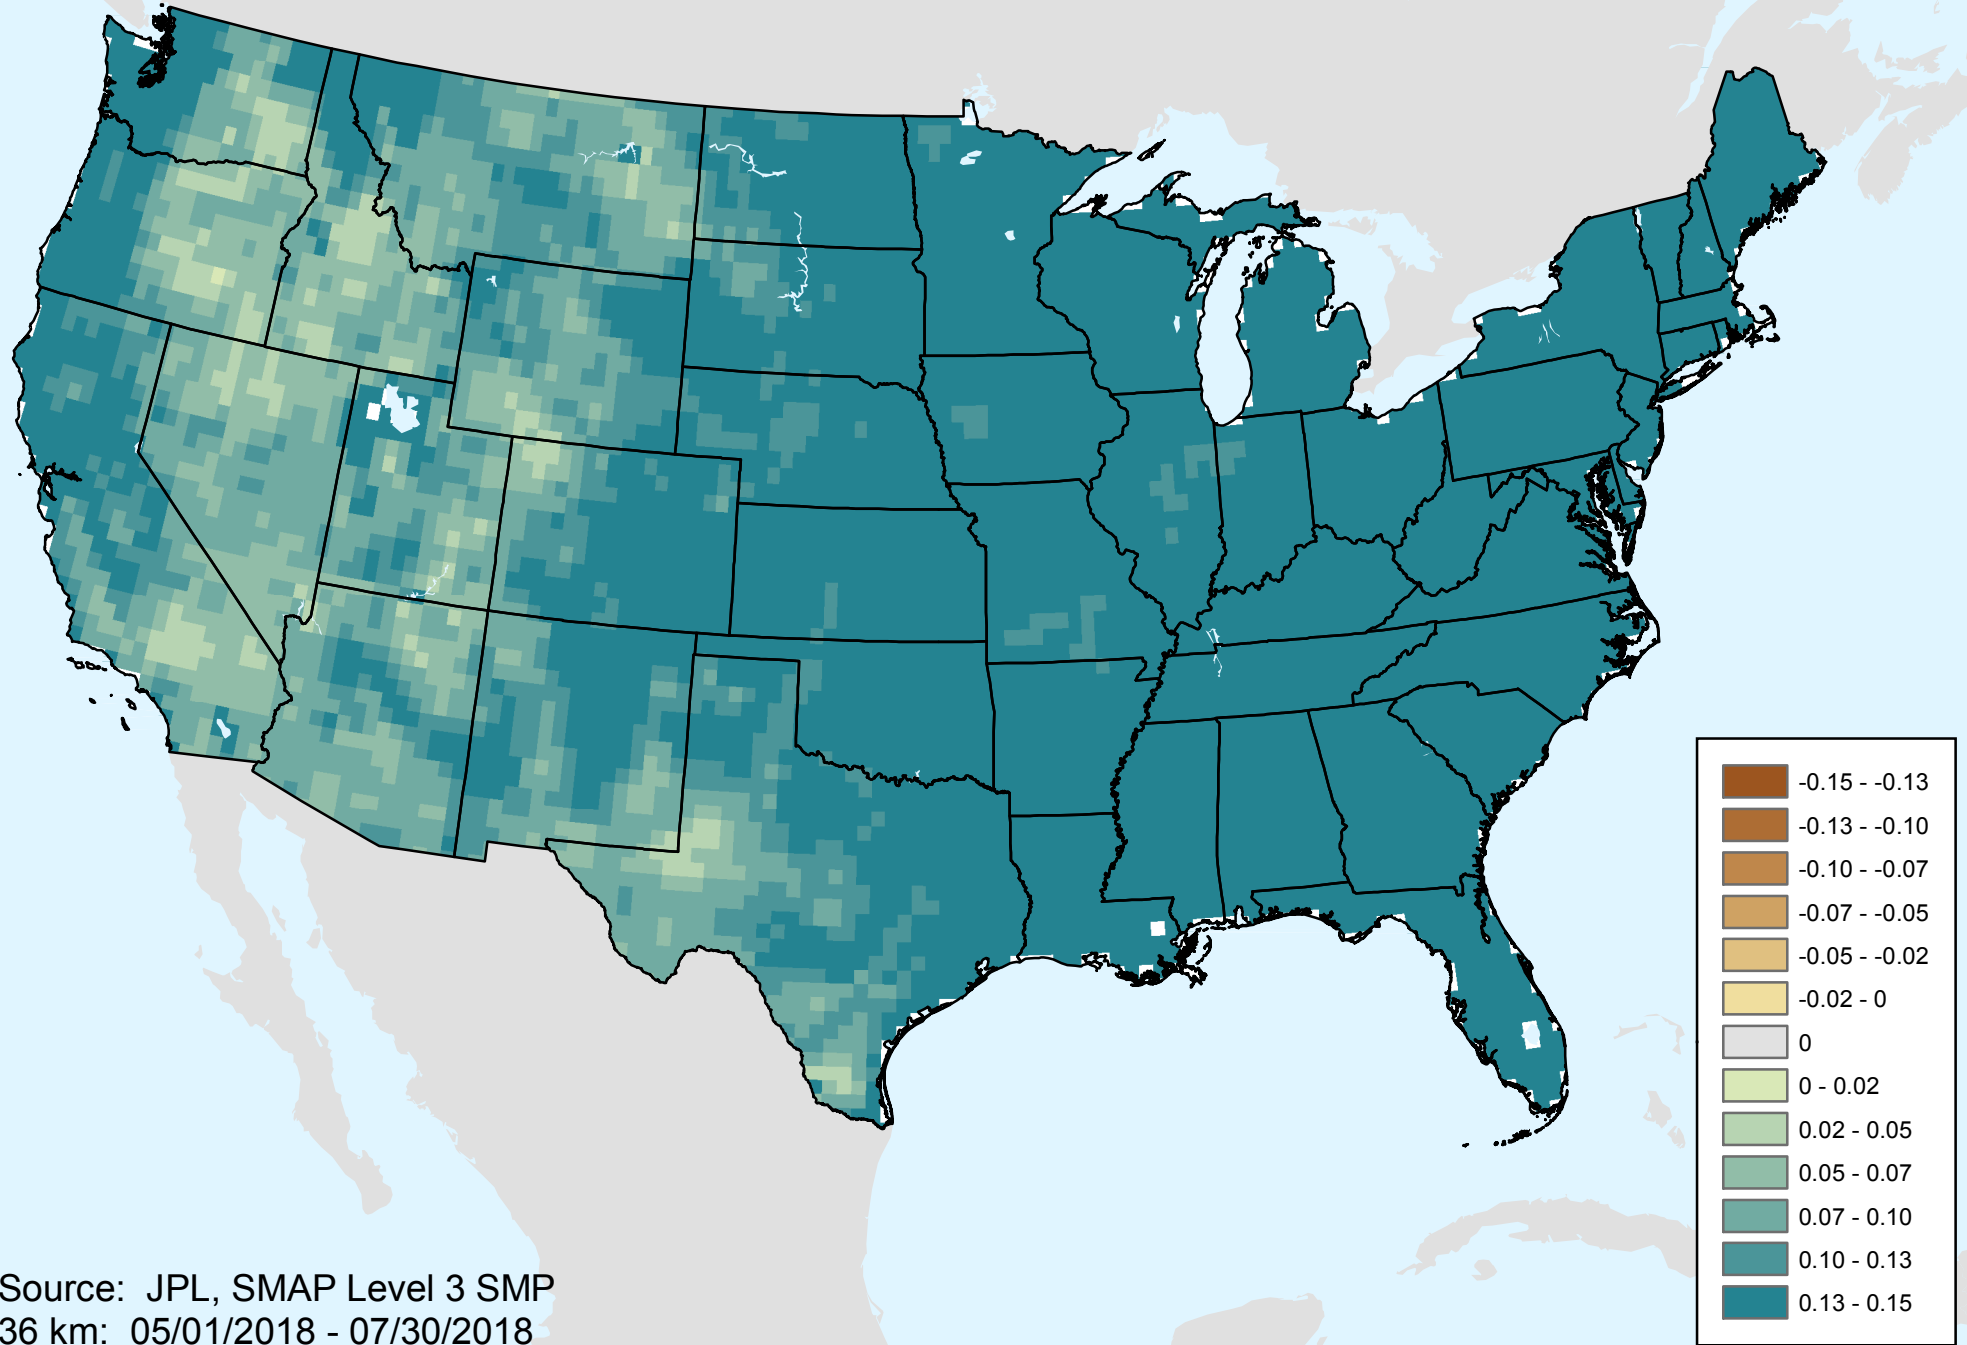 -0.15 - -0.13
-0.13 - -0.10
-0.10 - -0.07
-0.07 - -0.05
-0.05 - -0.02
-0.02 - 0
0
0 - 0.02
0.02 - 0.05
0.05 - 0.07
0.07 - 0.10
0.10 - 0.13
0.13 - 0.15
Source: JPL, SMAP Level 3 SMP
36 km: 05/01/2018 - 07/30/2018